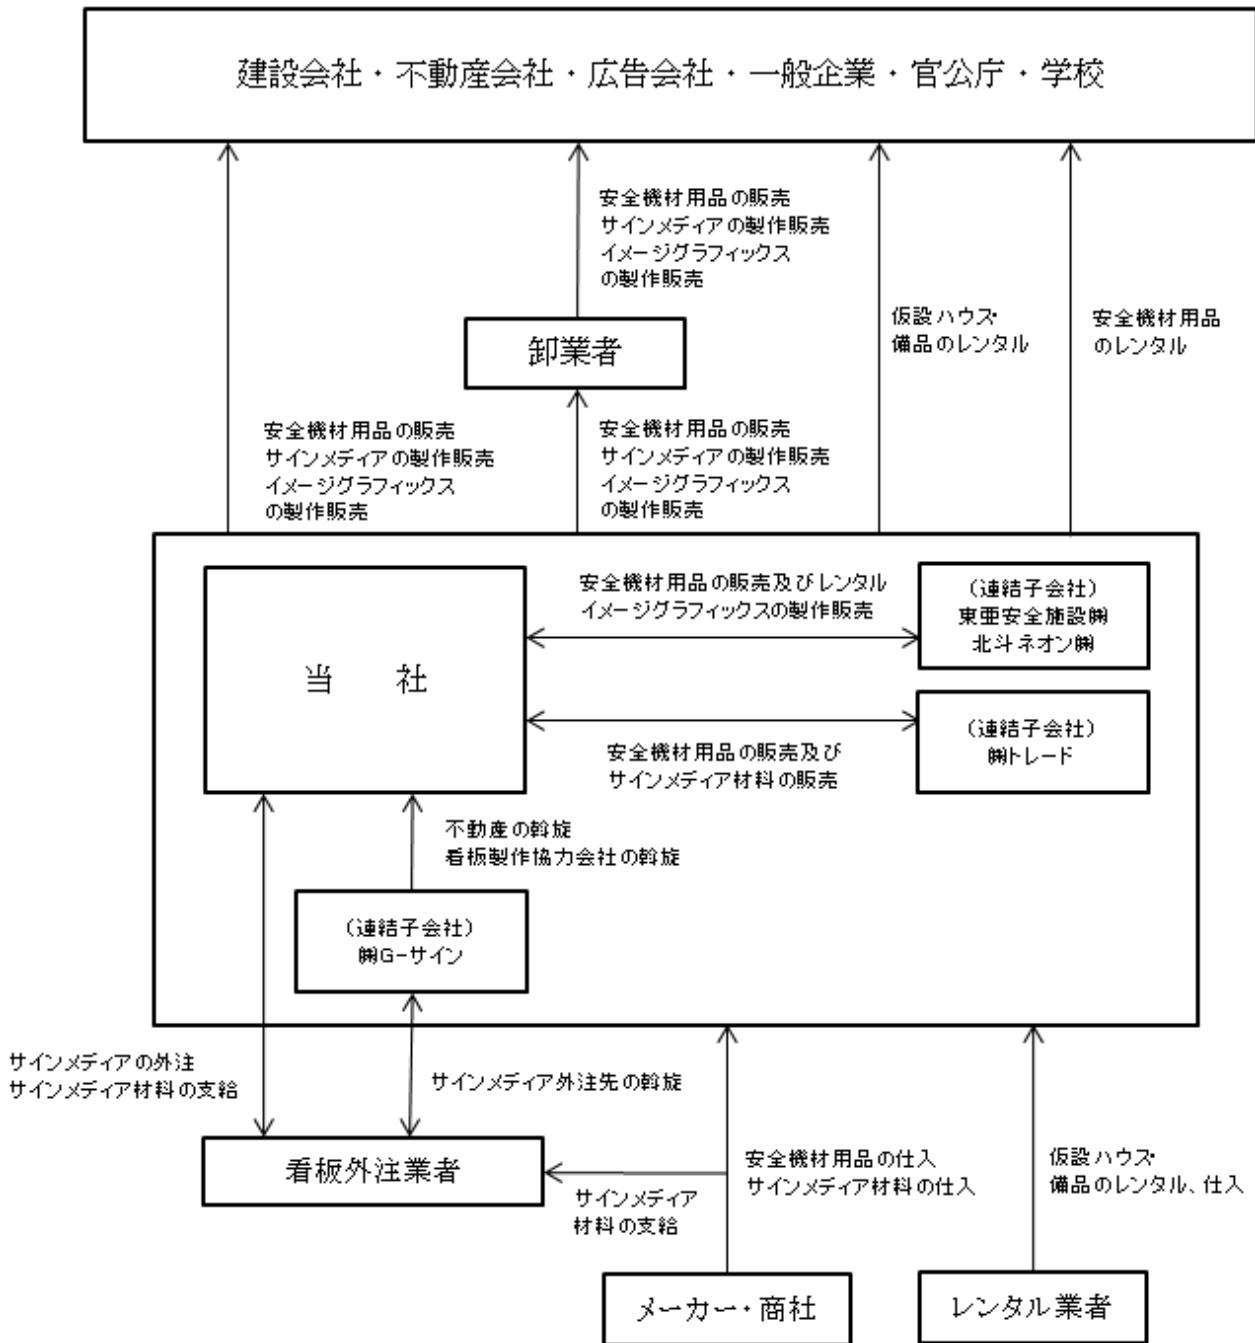 建設会社・不動産会社・広告会社・一般企業・官公庁・学校
安全機材用品の販売
サインメディアの製作販売
イメージグラフィックス
の製作販売
仮設ハウス・
備品のレンタル
安全機材用品
のレンタル
卸業者
安全機材用品の販売
サインメディアの製作販売
イメージグラフィックス
の製作販売
安全機材用品の販売
サインメディアの製作販売
イメージグラフィックス
の製作販売
当 社
安全機材用品の販売及びレンタル
イメージグラフィックスの製作販売
(連結子会社)
東亜安全施設㈱
北斗ネオン㈱
安全機材用品の販売及び
サインメディア材料の販売
(連結子会社)
㈱トレード
不動産の斡旋
看板製作協力会社の斡旋
(連結子会社)
㈱G-サイン
サインメディアの外注
サインメディア材料の支給
サインメディア外注先の斡旋
看板外注業者
サインメディア
材料の支給
安全機材用品の仕入
サインメディア材料の仕入
仮設ハウス・
備品のレンタル、仕入
メーカー・商社
レンタル業者